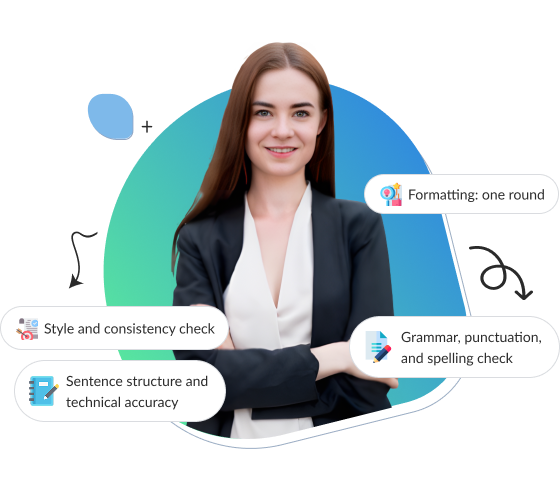 Formatting: one round
Style and consistency check
Grammar, punctuation,
and spelling check
Sentence structure and
technical accuracy